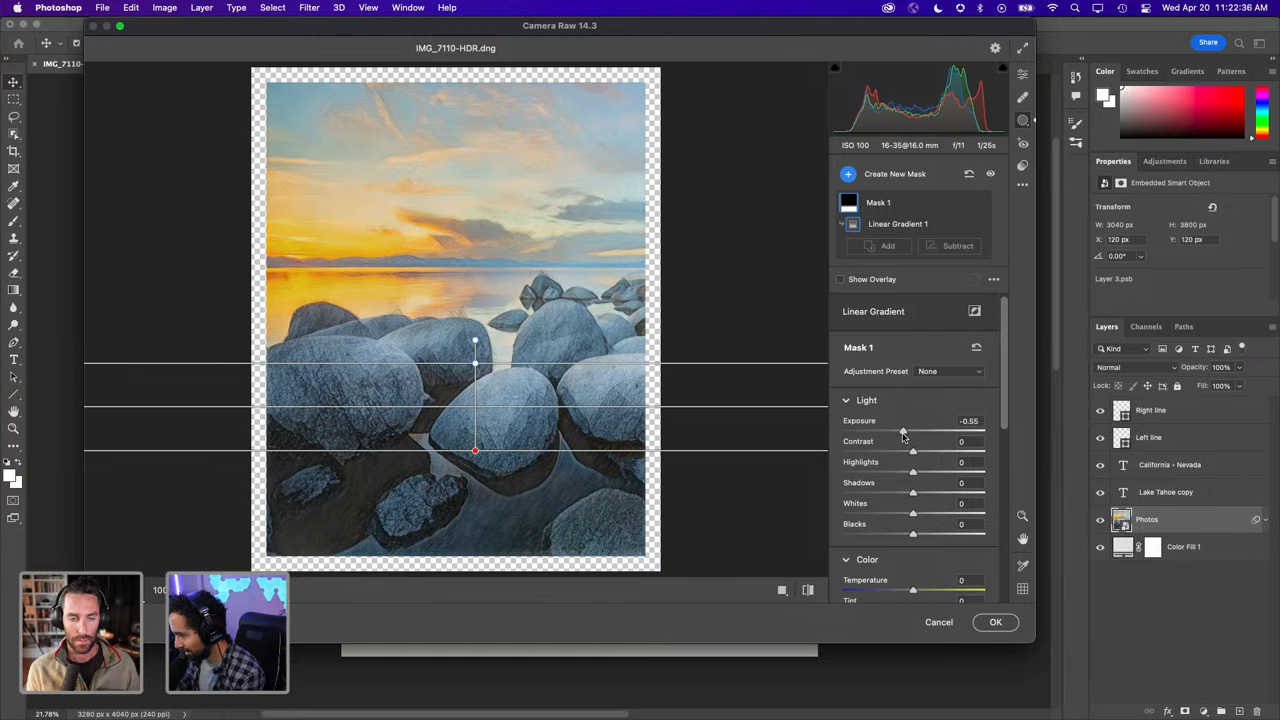 Photoshop File Edit Image Layer Type Select Filter 3D View Window Help Wed Apr 20 11:22:36 AM
Camera Raw 14.3
Share
IMG_7110-HDR.dng
IMG_7110-
Color Swatches Gradients Patterns
ISO 100 16-35@16.0 mm f/11 1/25s
Properties Adjustments Libraries
Create New Mask
Embedded Smart Object
Mask 1
Transform
Linear Gradient 1
W: 3040 px H: 3800 px
Add Subtract
X: 120 px Y: 120 px
0.00°
Show Overlay
Layer 3.psb
Linear Gradient
Layers Channels Paths
Mask 1
Kind
Adjustment Preset None
Normal Opacity: 100%
Lock: Fill: 100%
Light
Exposure -0.55
Right line
Contrast 0
Left line
Highlights 0
California • Nevada
Shadows 0
Lake Tahoe copy
Whites 0
Photos
Blacks 0
Color Fill 1
Color
Temperature 0
Tint 0
100
Cancel OK
21.78% 3280 px x 4040 px (240 ppi)
fx